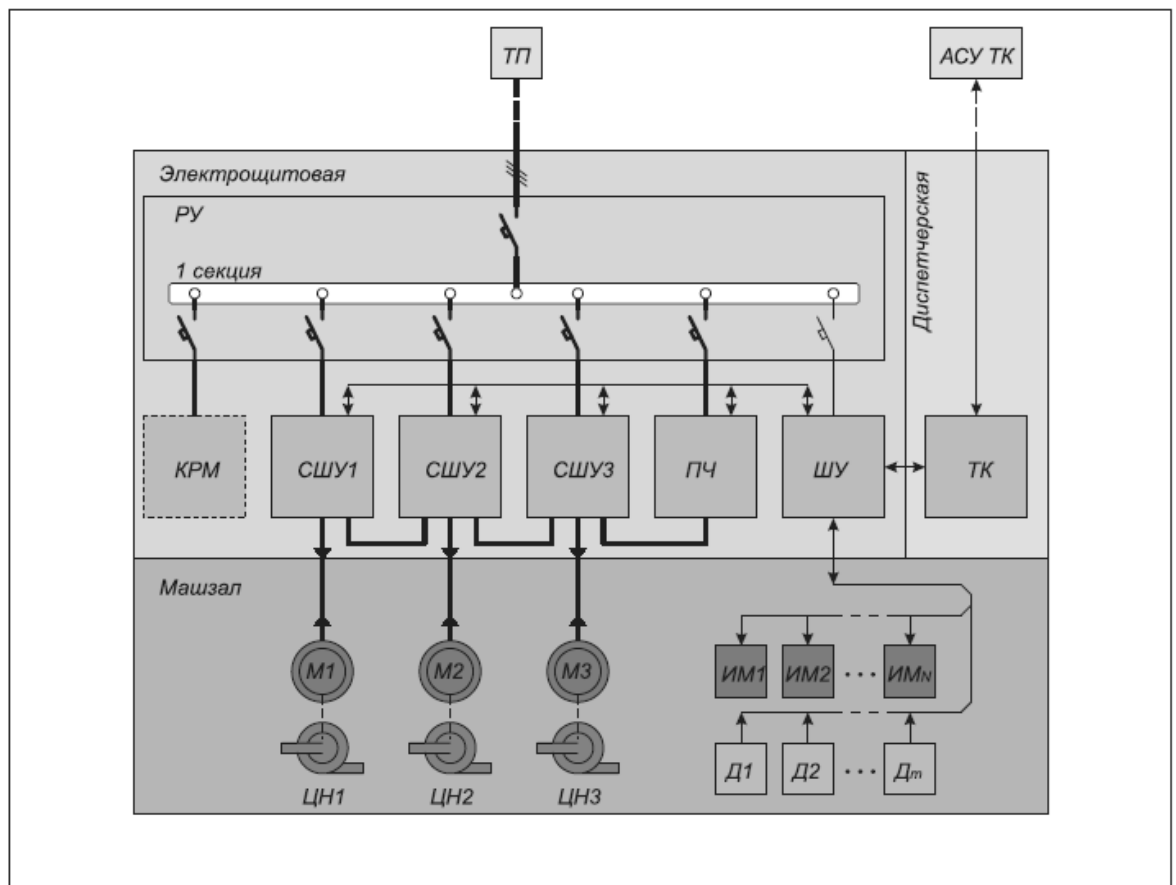 ТП
АСУ ТК
Электрощитовая
Диспетчерская
РУ
1 секция
КРМ
СШУ1
СШУ2
СШУ3
ПЧ
ШУ
ТК
Машзал
М1
М2
М3
ИМ1
ИМ2
...
ИМN
Д1
Д2
...
Дm
ЦН1
ЦН2
ЦН3